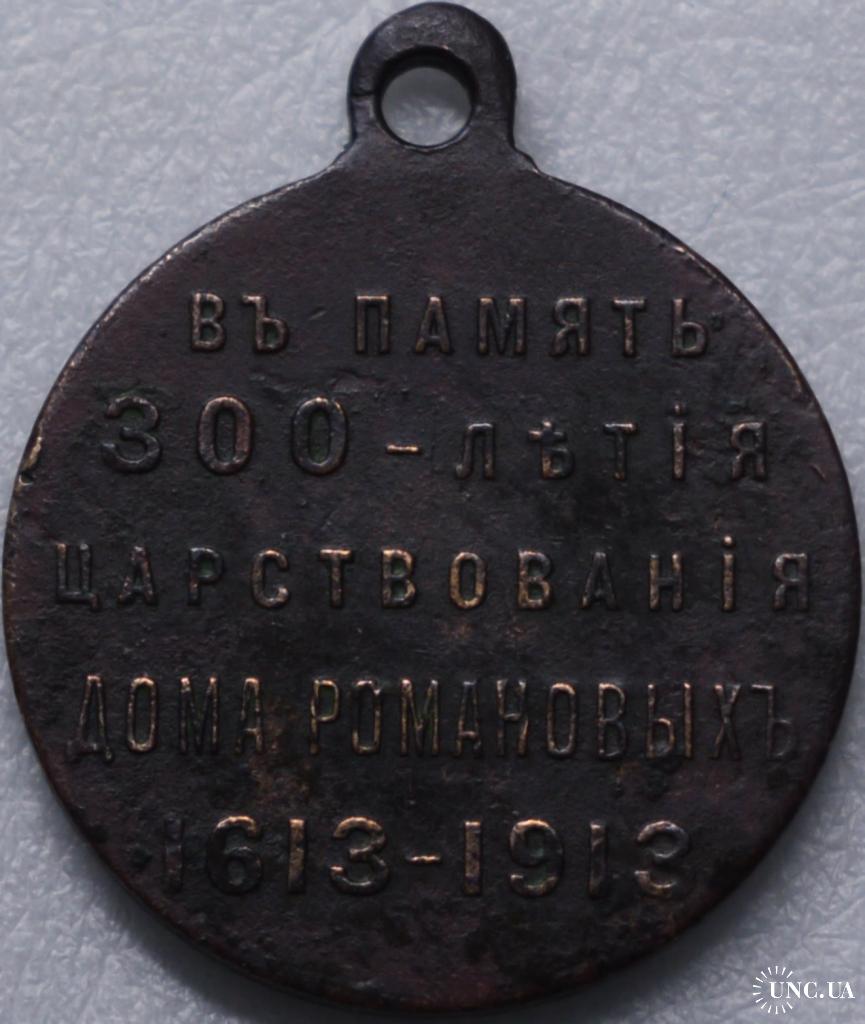 ВЪ ПАМЯТЬ
300-ЛѢТІЯ
ЦАРСТВОВАНІЯ
ДОМА РОМАНОВЫХЪ
1613-1913
UNC.UA